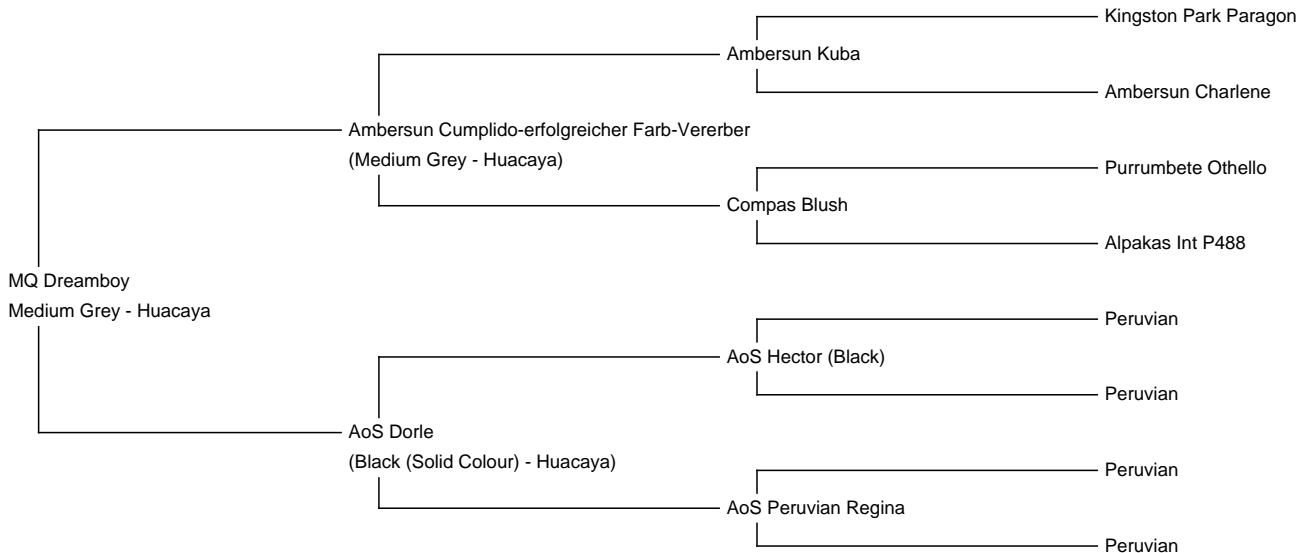 Kingston Park Paragon
Ambersun Kuba
Ambersun Charlene
Ambersun Cumplido-erfolgreicher Farb-Vererber
(Medium Grey - Huacaya)
Purrumbete Othello
Compas Blush
Alpakas Int P488
MQ Dreamboy
Medium Grey - Huacaya
Peruvian
AoS Hector (Black)
Peruvian
AoS Dorle
(Black (Solid Colour) - Huacaya)
Peruvian
AoS Peruvian Regina
Peruvian